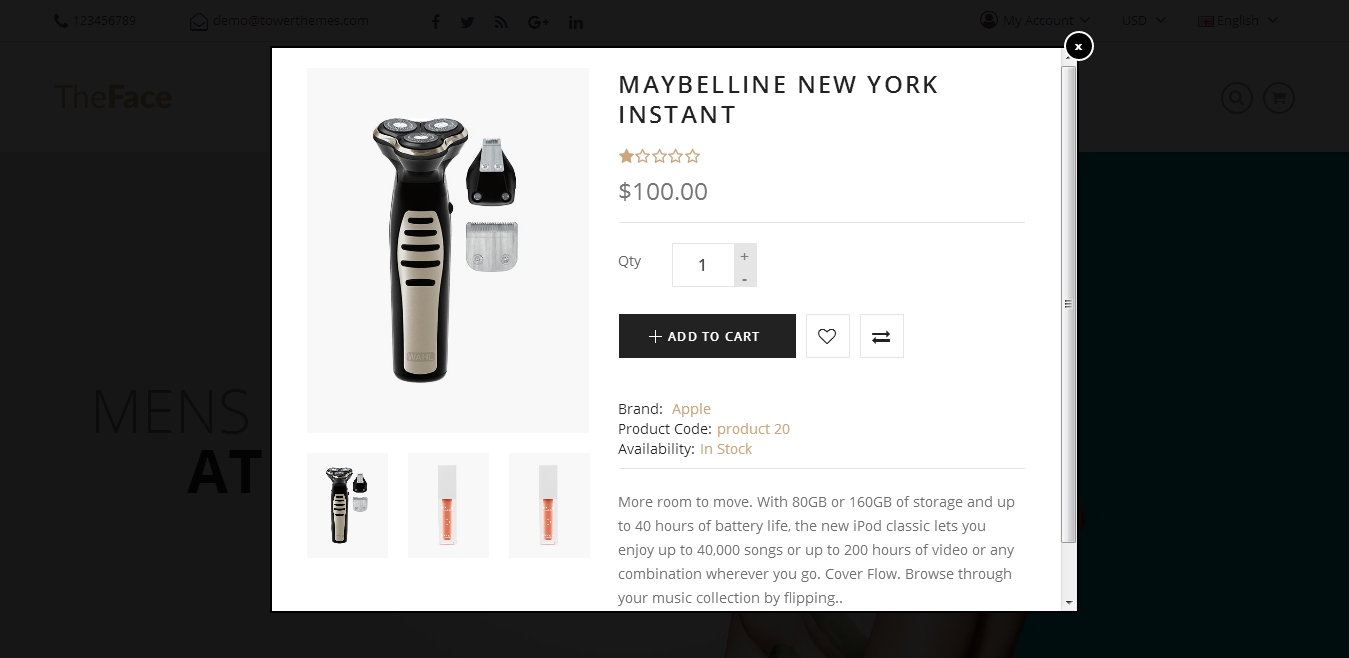 123456789
demo@towerthemes.com
My Account
USD
English
x
TheFace
MAYBELLINE NEW YORK
INSTANT
$100.00
Qty
1
+
-
ADD TO CART
WAHL
Brand: Apple
Product Code: product 20
Availability: In Stock
MENS
AT
More room to move. With 80GB or 160GB of storage and up
to 40 hours of battery life, the new iPod classic lets you
enjoy up to 40,000 songs or up to 200 hours of video or any
combination wherever you go. Cover Flow. Browse through
your music collection by flipping..